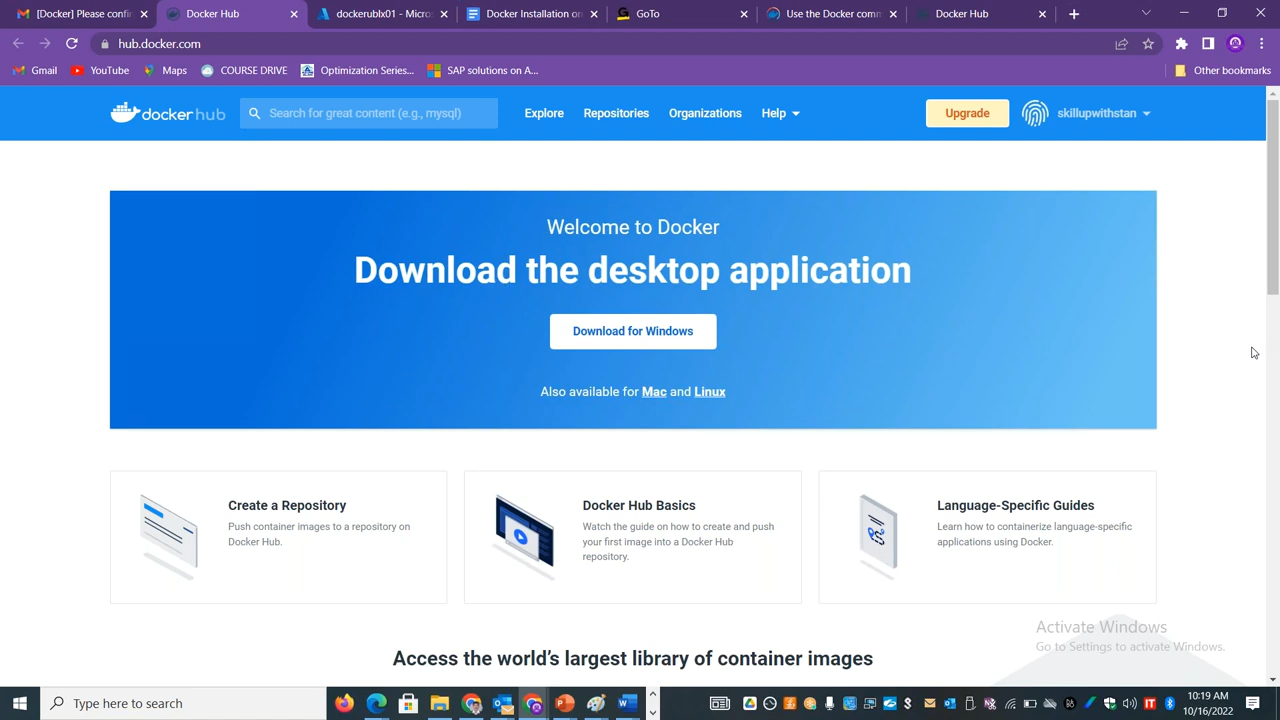 [Docker] Please confi
Docker Hub
dockerublx01 - Micros
Docker Installation on
GoTo
Use the Docker com
Docker Hub
hub.docker.com
Gmail
YouTube
Maps
COURSE DRIVE
Optimization Series...
SAP solutions on A...
Other bookmarks
dockerhub
Search for great content (e.g., mysql)
Explore
Repositories
Organizations
Help
Upgrade
skillupwithstan
Welcome to Docker
Download the desktop application
Download for Windows
Also available for Mac and Linux
Create a Repository
Push container images to a repository on
Docker Hub.
Docker Hub Basics
Watch the guide on how to create and push
your first image into a Docker Hub
repository.
Language-Specific Guides
Learn how to containerize language-specific
applications using Docker.
Activate Windows
Go to Settings to activate Windows.
Access the world's largest library of container images
Type here to search
10:19 AM
10/16/2022